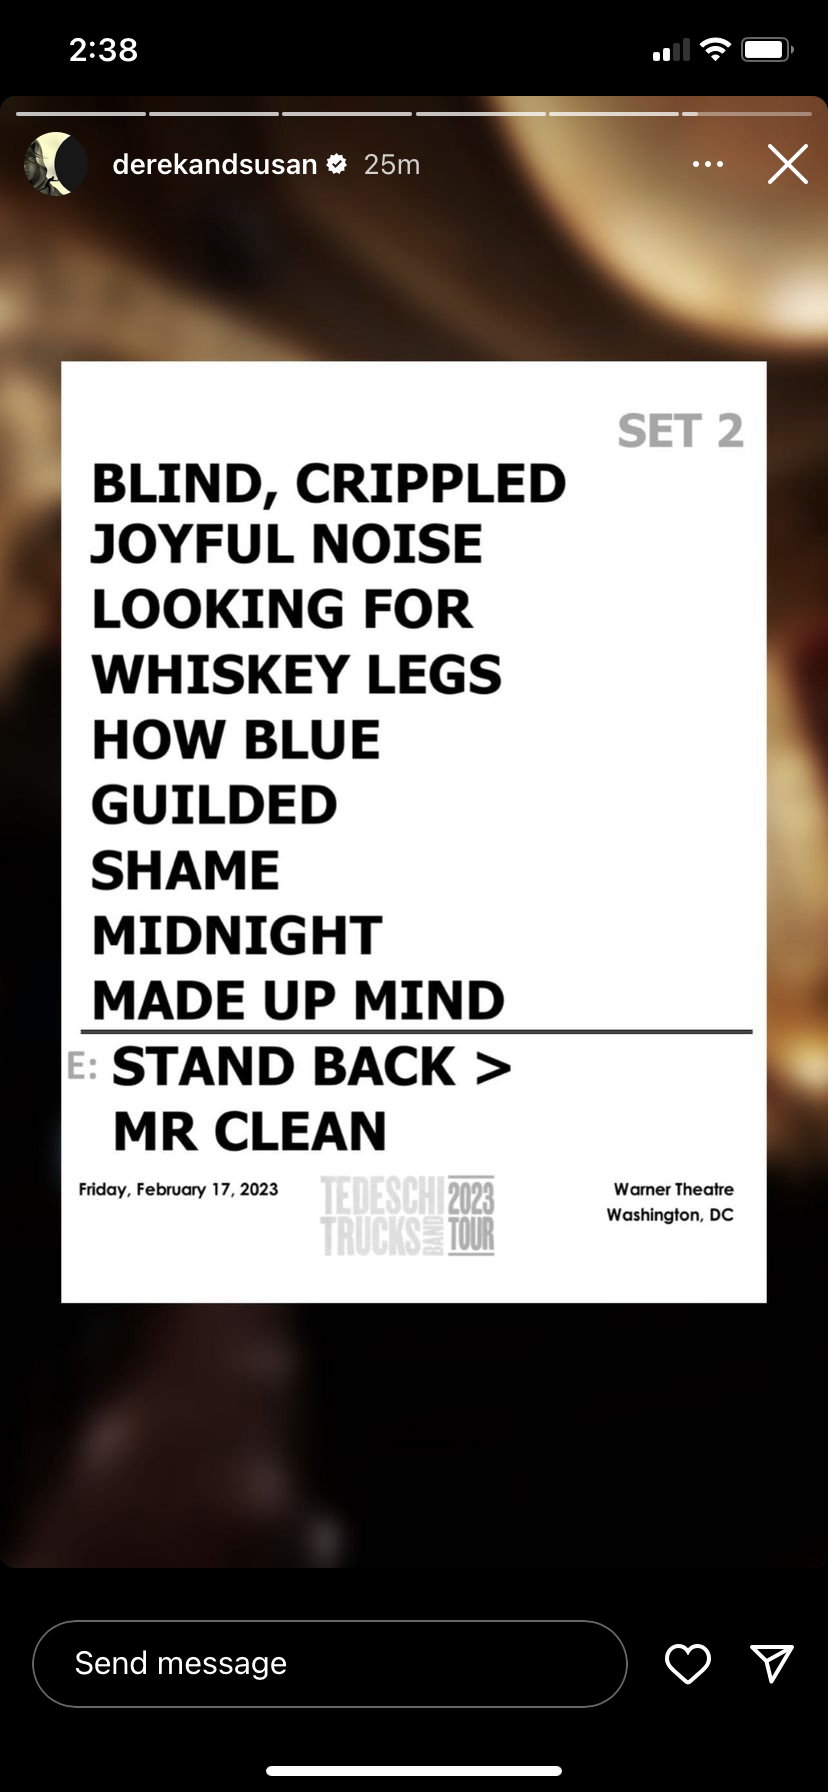 2:38
derekandsusan 25m
SET 2
BLIND, CRIPPLED
JOYFUL NOISE
LOOKING FOR
WHISKEY LEGS
HOW BLUE
GUILDED
SHAME
MIDNIGHT
MADE UP MIND
E: STAND BACK >
MR CLEAN
Friday, February 17, 2023
TEDESCHI
TRUCKS BAND
2023
TOUR
Warner Theatre
Washington, DC
Send message